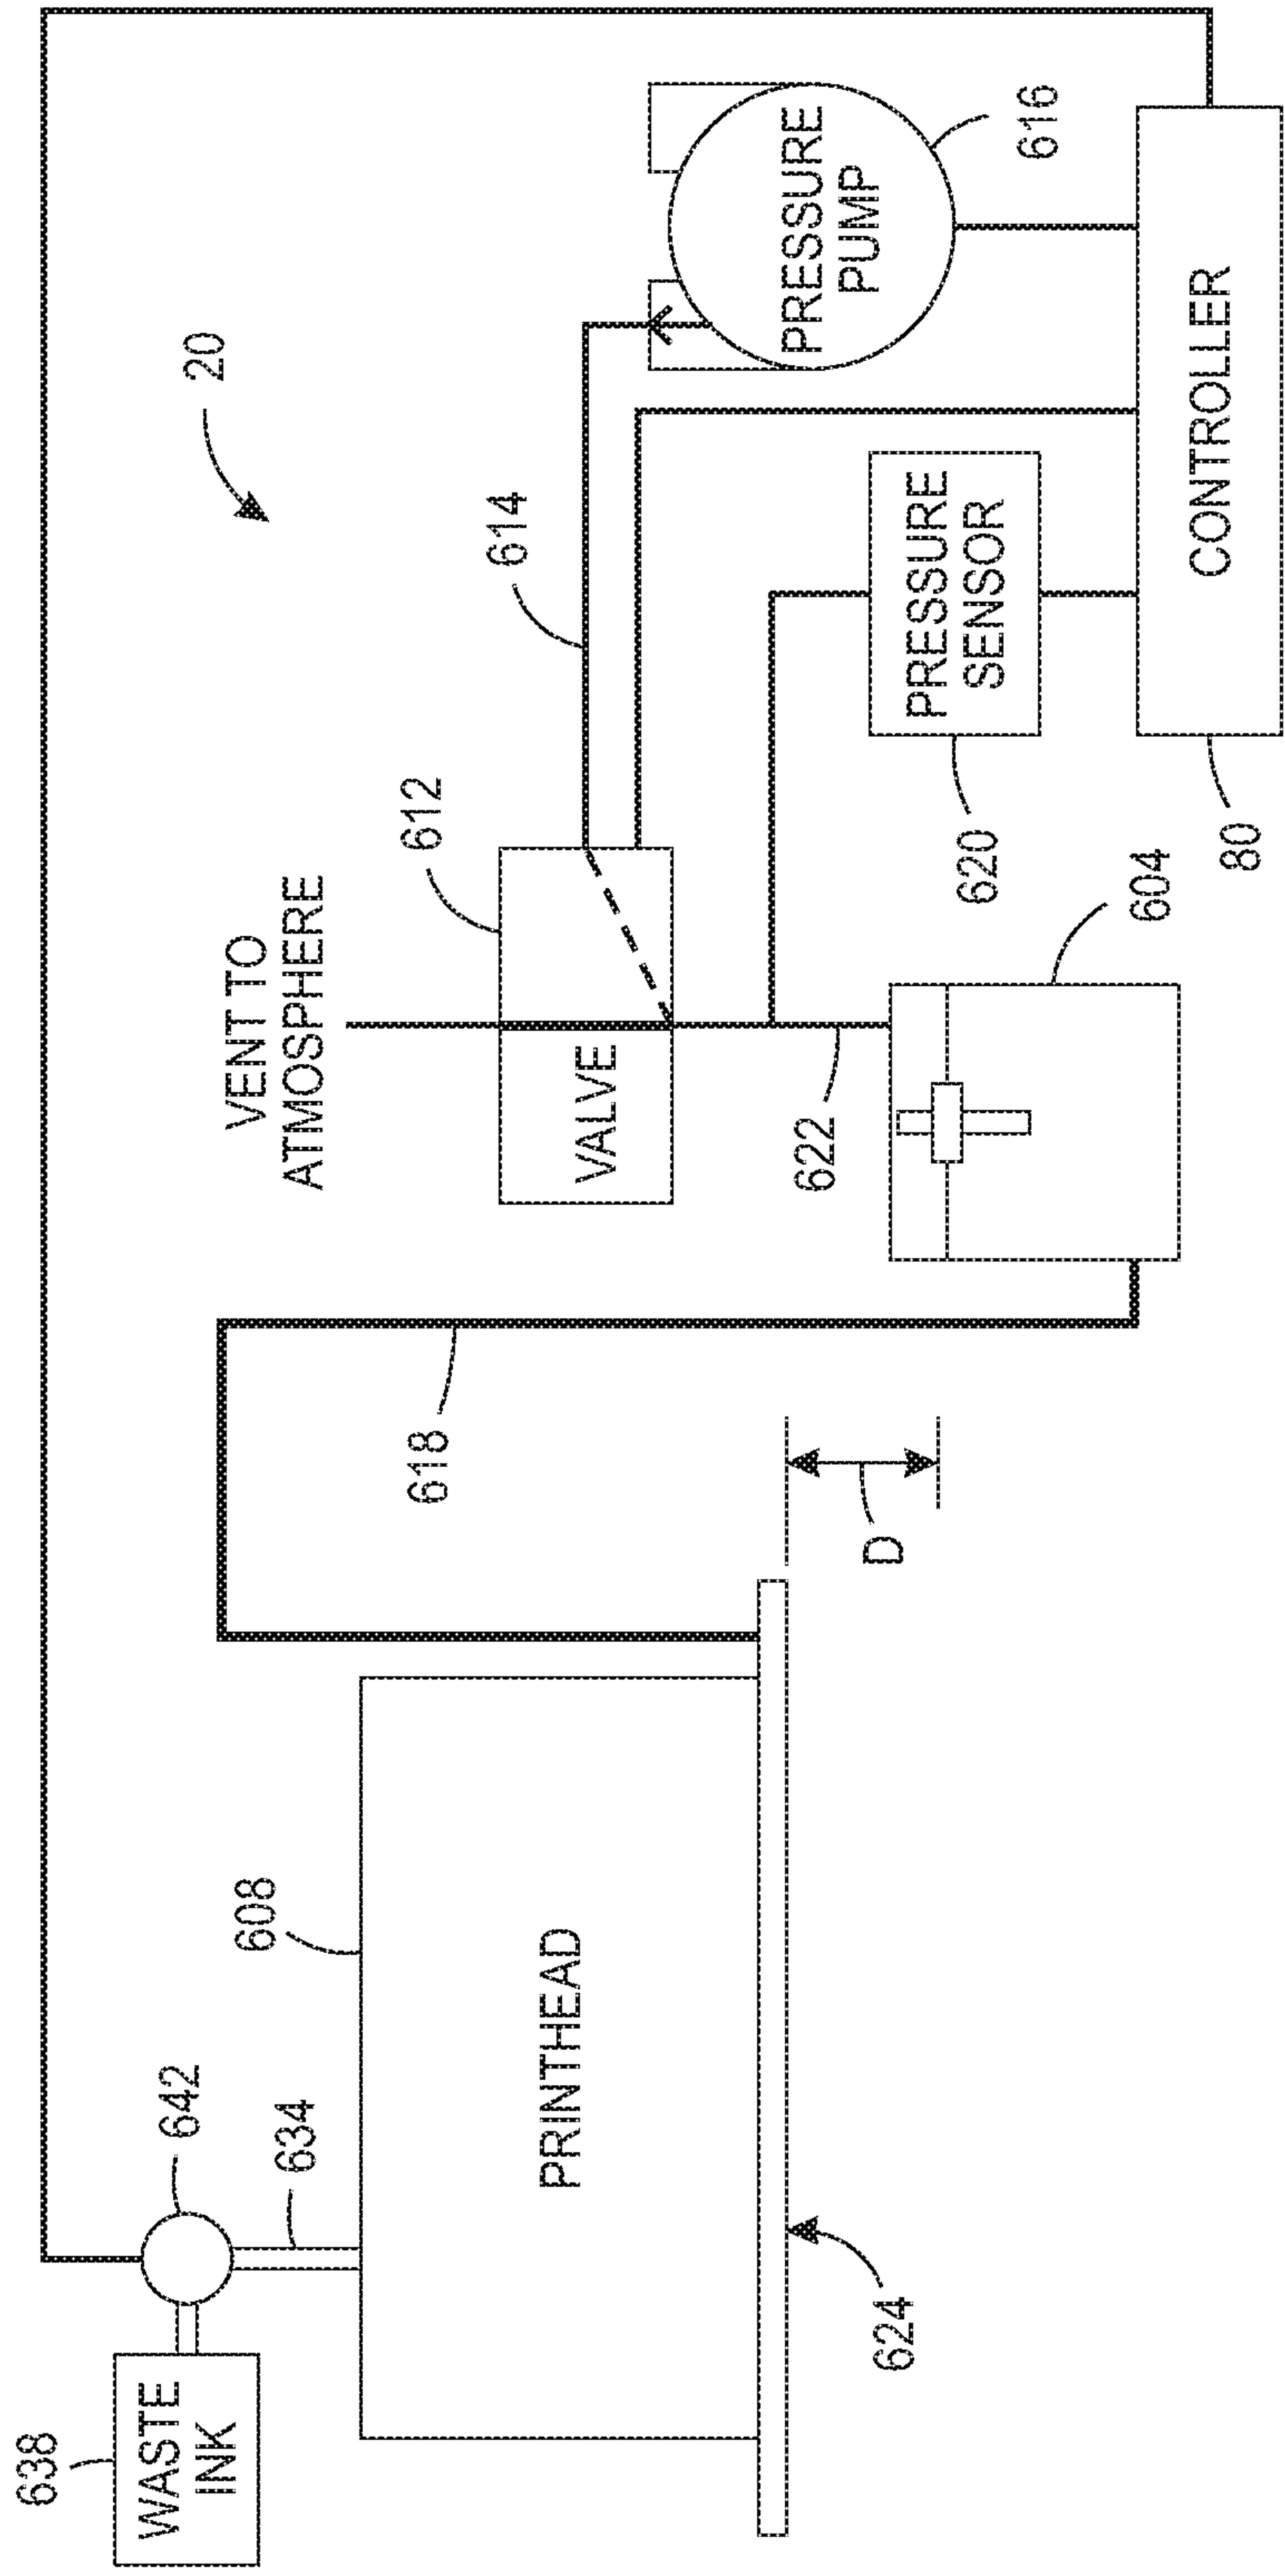 638
WASTE
INK
642
634
608
PRINTHEAD
624
20
VENT TO
ATMOSPHERE
618
D
612
VALVE
614
622
604
PRESSURE
PUMP
616
PRESSURE
SENSOR
620
CONTROLLER
80